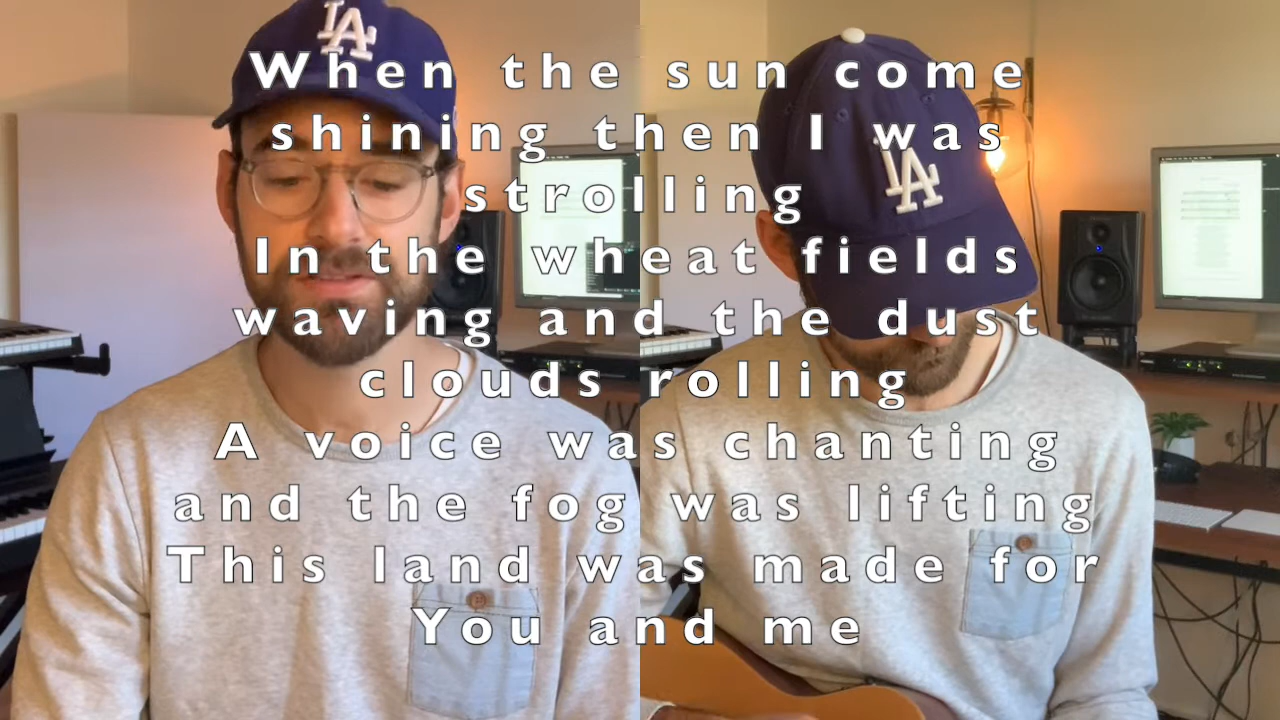 LA
LA
When the sun come
shining then I was
strolling
In the wheat fields
waving and the dust
clouds rolling
A voice was chanting
and the fog was lifting
This land was made for
You and me